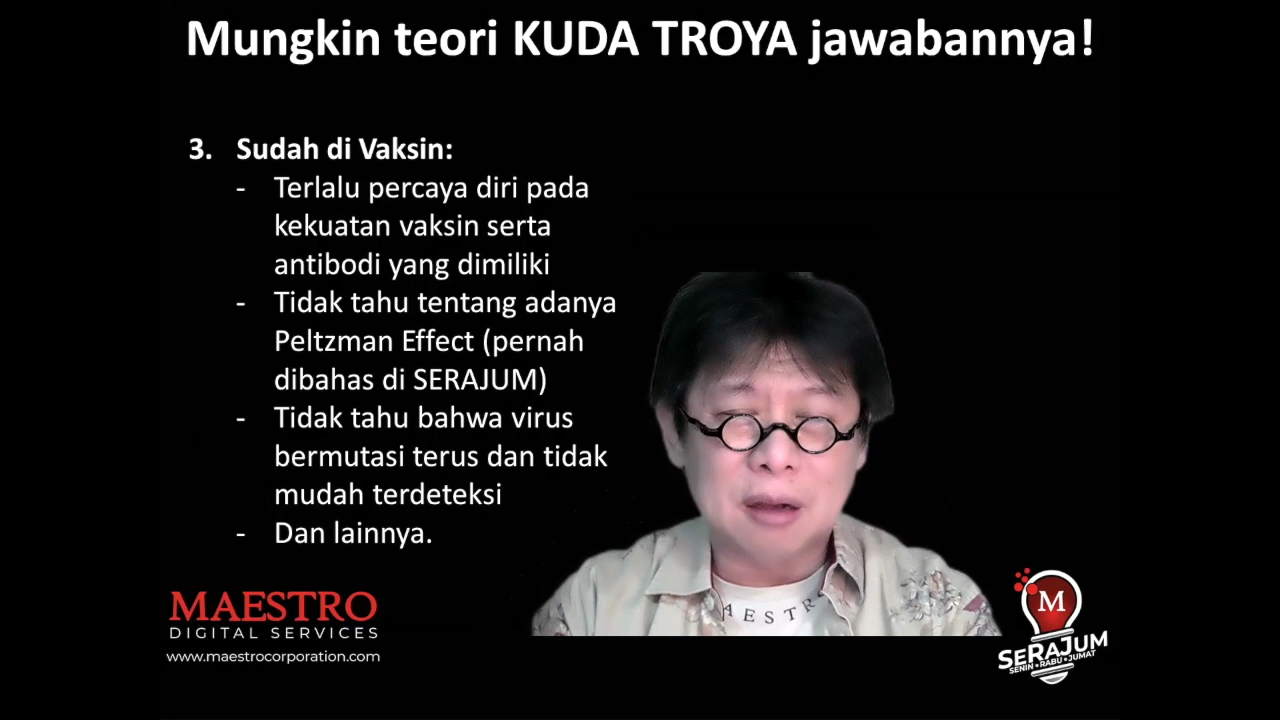 Mungkin teori KUDA TROYA jawabannya!
3. Sudah di Vaksin:
- Terlalu percaya diri pada
kekuatan vaksin serta
antibodi yang dimiliki
- Tidak tahu tentang adanya
Peltzman Effect (pernah
dibahas di SERAJUM)
- Tidak tahu bahwa virus
bermutasi terus dan tidak
mudah terdeteksi
- Dan lainnya.
MAESTRO
DIGITAL SERVICES
www.maestrocorporation.com
MAESTR
M
SERAJUM
SENIN • RABU • JUMAT